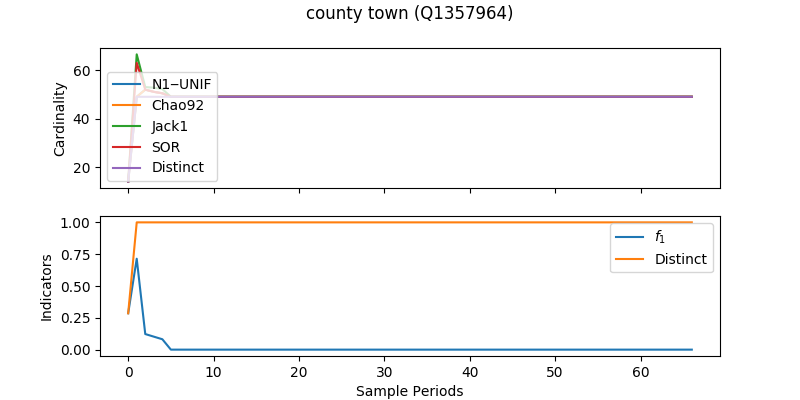 county town (Q1357964)
Cardinality
60
40
20
N1−UNIF
Chao92
Jack1
SOR
Distinct
Indicators
1.00
0.75
0.50
0.25
0.00
f1
Distinct
0 10 20 30 40 50 60
Sample Periods